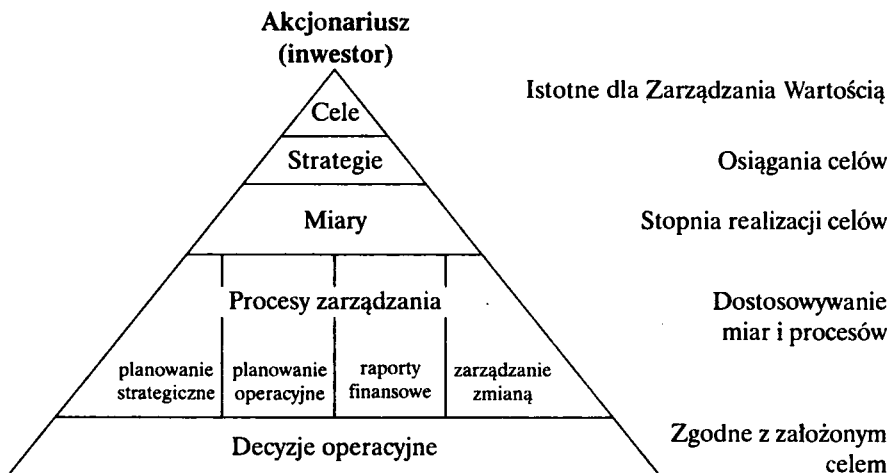 Akcjonariusz
(inwestor)
Istotne dla Zarządzania Wartością
Cele
Strategie
Osiągania celów
Miary
Stopnia realizacji celów
Procesy zarządzania
Dostosowywanie
miar i procesów
planowanie
strategiczne
planowanie
operacyjne
raporty
finansowe
zarządzanie
zmianą
Decyzje operacyjne
Zgodne z założonym
celem